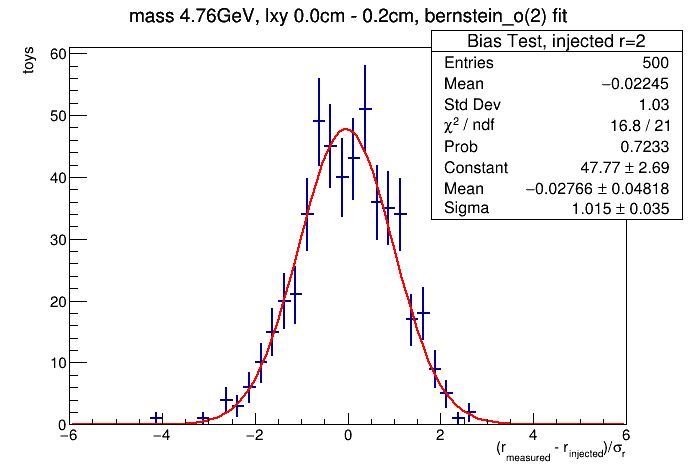 mass 4.76GeV, lxy 0.0cm - 0.2cm, bernstein_o(2) fit
toys
Bias Test, injected r=2
Entries 500
Mean −0.02245
Std Dev 1.03
χ² / ndf 16.8 / 21
Prob 0.7233
Constant 47.77 ± 2.69
Mean −0.02766 ± 0.04818
Sigma 1.015 ± 0.035
60
50
40
30
20
10
0
−6 −4 −2 0 2 4 6
(r_measured - r_injected)/σ_r